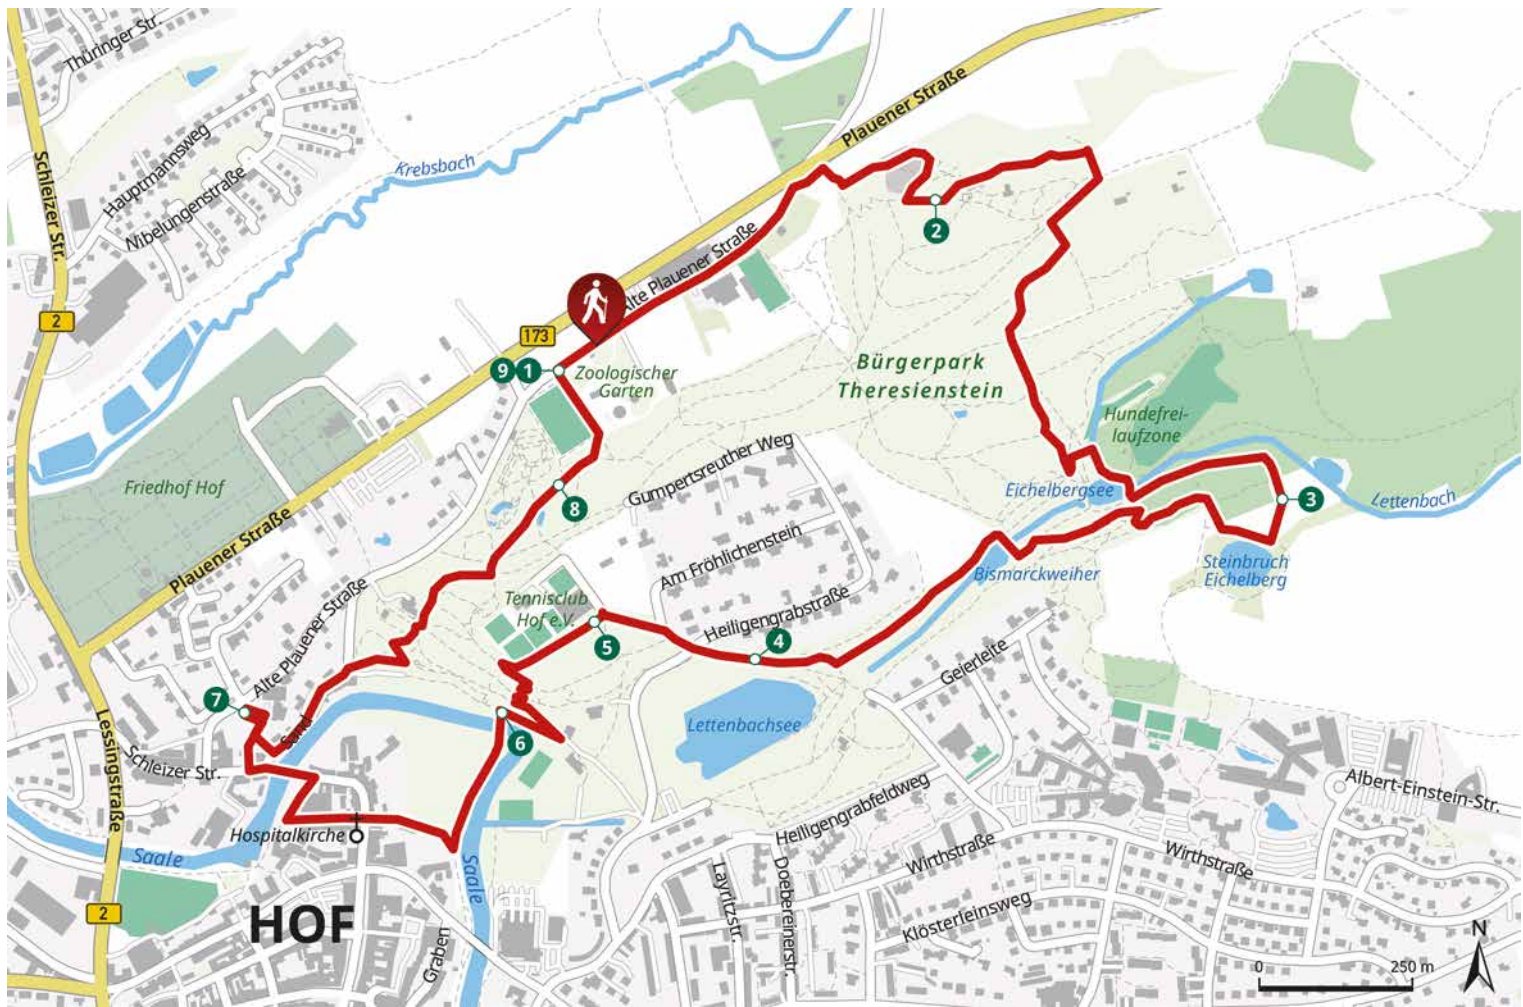 Thüringer Str.
Schleizer Str.
Hauptmannsweg
Nibelungenstraße
Krebsbach
Plauener Straße
2
Alte Plauener Straße
2
173
9
1
Zoologischer
Garten
Bürgerpark
Theresienstein
Hundefrei-
laufzone
Friedhof Hof
Gumpertsreuther Weg
Eichelbergsee
3
Lettenbach
8
Plauener Straße
Am Fröhlichenstein
Bismarckweiher
Steinbruch
Eichelberg
Tennisclub
Hof e.V.
Heiligengrabstraße
5
4
Alte Plauener Straße
Geierleite
7
Sand
Lettenbachsee
6
Lessingstraße
Schleizer Str.
Albert-Einstein-Str.
Hospitalkirche
Heiligengrabfeldweg
Wirthstraße
Wirthstraße
Saale
Saale
Layritzstr.
Doebereinerstr.
2
HOF
Klösterleinsweg
Graben
N
0
250 m